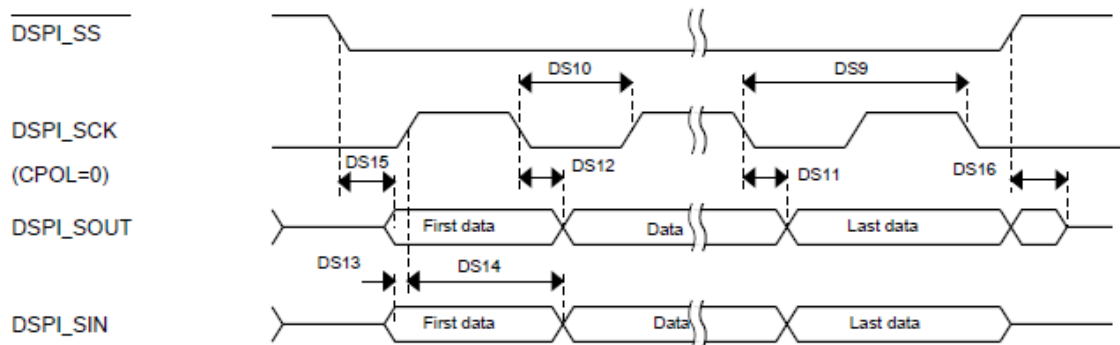 DSPI_SS
DS10
DS9
DSPI_SCK
DS15
DS12
DS11
DS16
(CPOL=0)
DSPI_SOUT
First data
Data
Last data
DS13
DS14
DSPI_SIN
First data
Data
Last data